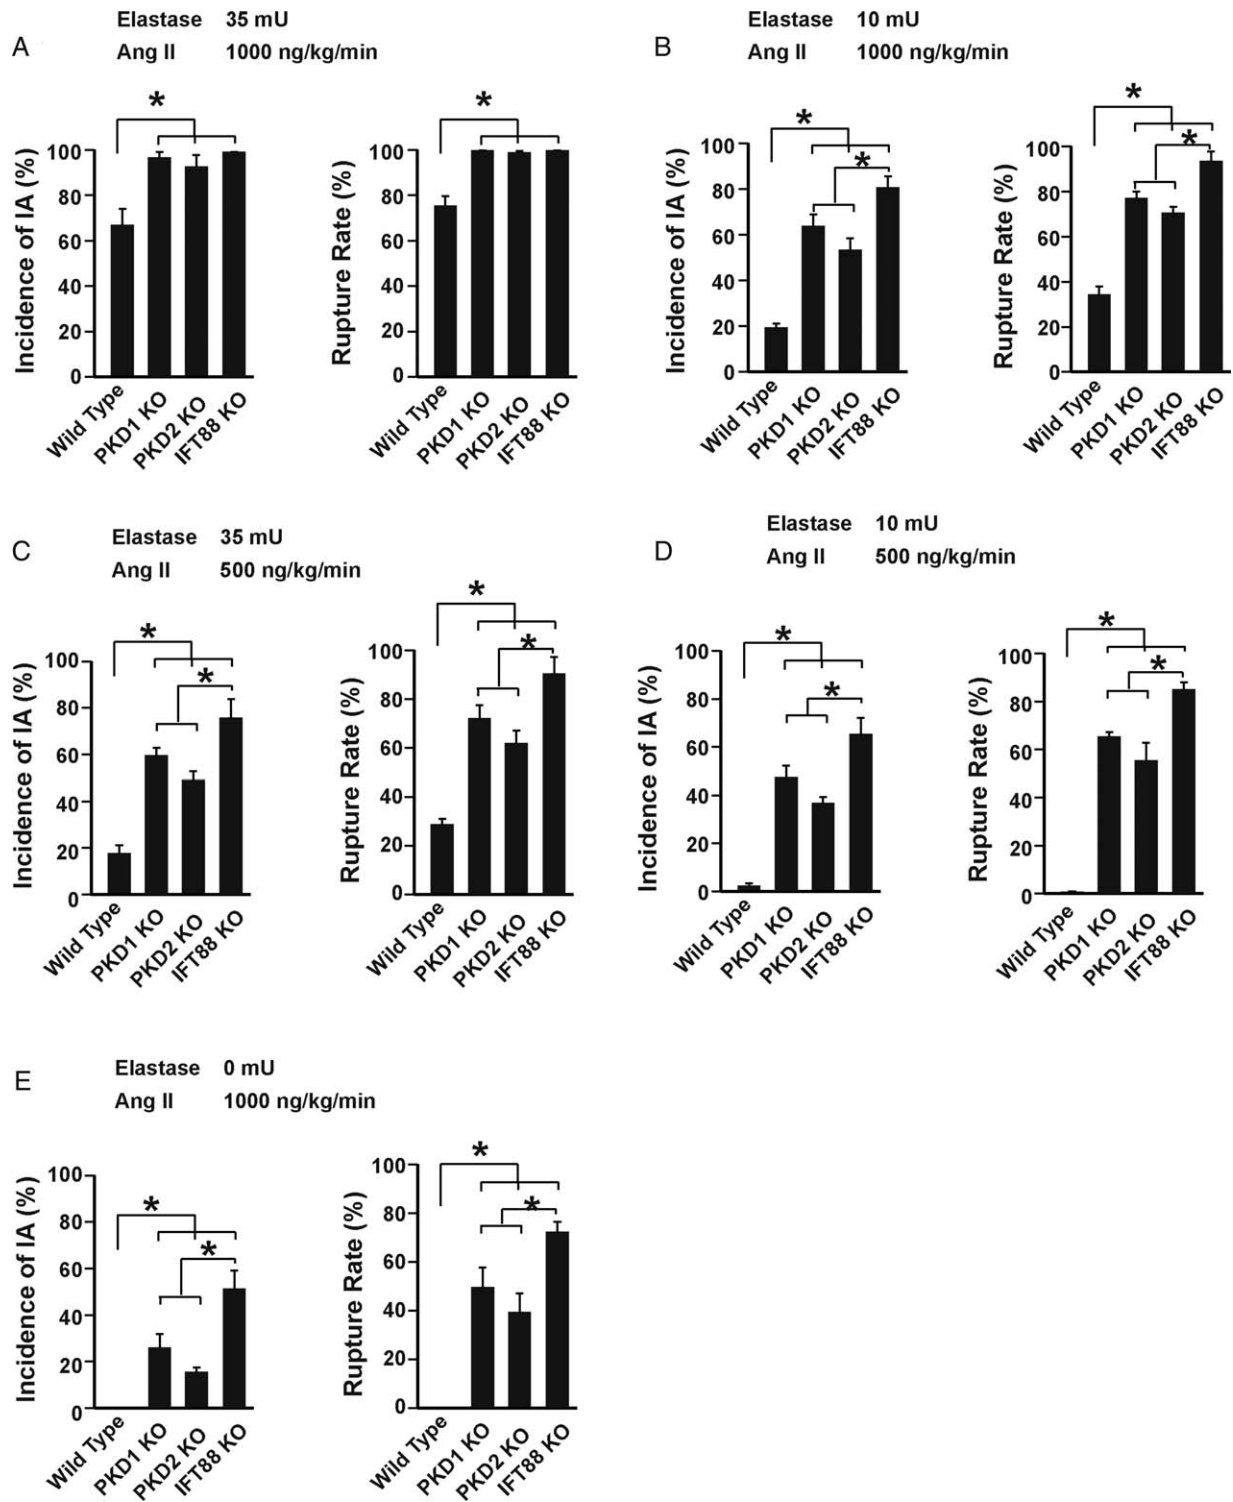 A
Elastase 35 mU
Ang II 1000 ng/kg/min
*
*
Incidence of IA (%)
100
80
60
40
20
0
Wild Type
PKD1 KO
PKD2 KO
IFT88 KO
Rupture Rate (%)
100
80
60
40
20
0
Wild Type
PKD1 KO
PKD2 KO
IFT88 KO
B
Elastase 10 mU
Ang II 1000 ng/kg/min
*
*
Incidence of IA (%)
100
80
60
40
20
0
Wild Type
PKD1 KO
PKD2 KO
IFT88 KO
*
*
Rupture Rate (%)
100
80
60
40
20
0
Wild Type
PKD1 KO
PKD2 KO
IFT88 KO
C
Elastase 35 mU
Ang II 500 ng/kg/min
*
*
Incidence of IA (%)
100
80
60
40
20
0
Wild Type
PKD1 KO
PKD2 KO
IFT88 KO
*
*
Rupture Rate (%)
100
80
60
40
20
0
Wild Type
PKD1 KO
PKD2 KO
IFT88 KO
D
Elastase 10 mU
Ang II 500 ng/kg/min
*
*
Incidence of IA (%)
100
80
60
40
20
0
Wild Type
PKD1 KO
PKD2 KO
IFT88 KO
*
*
Rupture Rate (%)
100
80
60
40
20
0
Wild Type
PKD1 KO
PKD2 KO
IFT88 KO
E
Elastase 0 mU
Ang II 1000 ng/kg/min
*
*
Incidence of IA (%)
100
80
60
40
20
0
Wild Type
PKD1 KO
PKD2 KO
IFT88 KO
*
*
Rupture Rate (%)
100
80
60
40
20
0
Wild Type
PKD1 KO
PKD2 KO
IFT88 KO